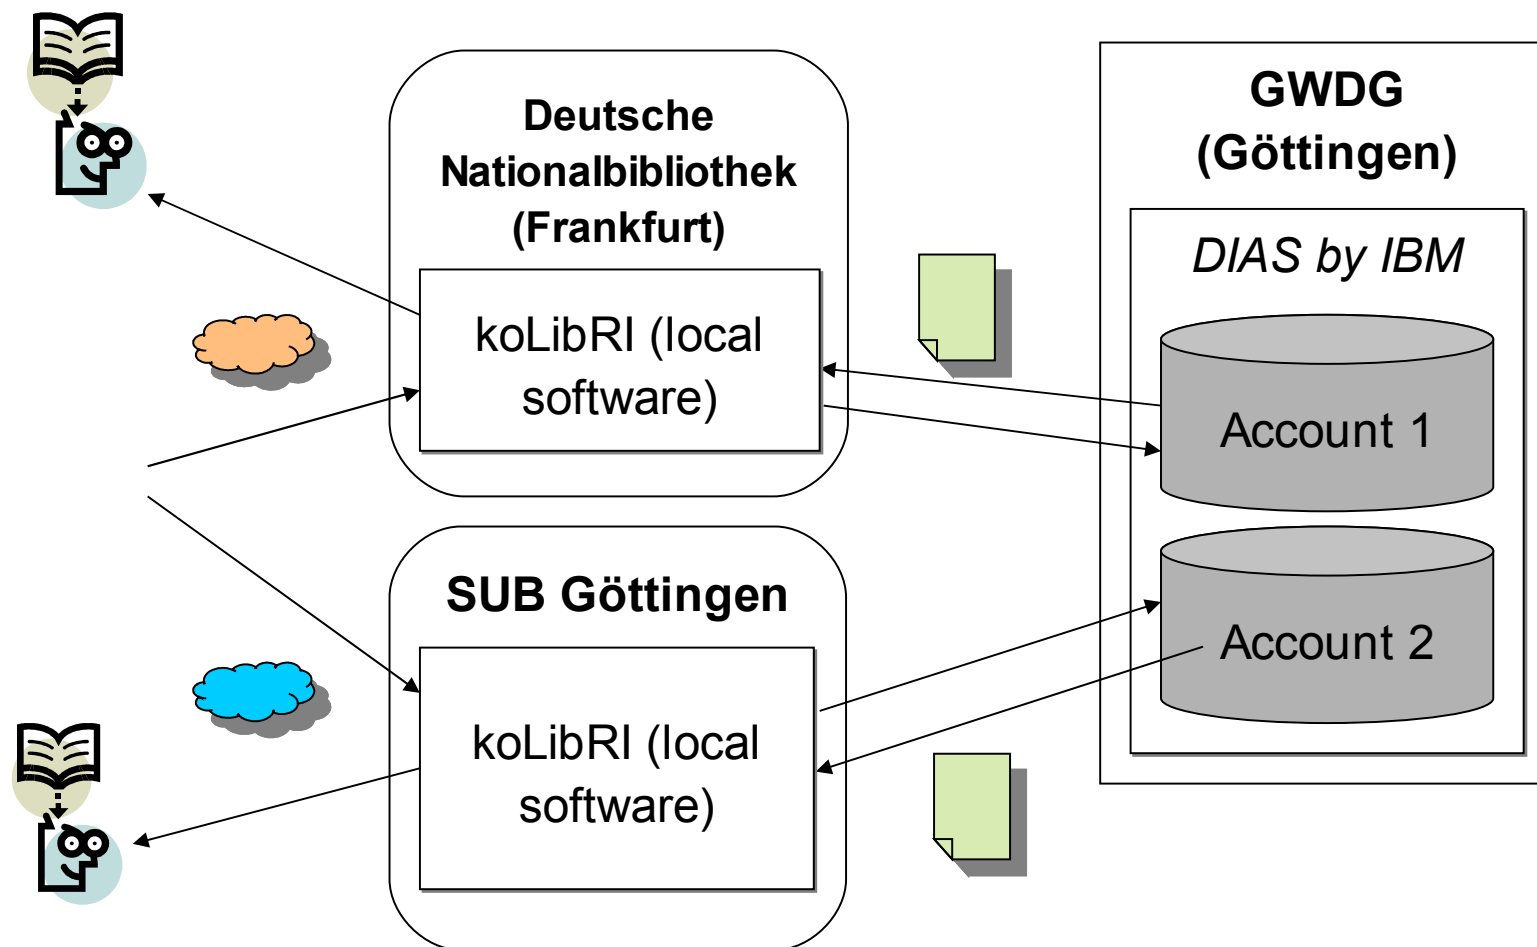 Deutsche
Nationalbibliothek
(Frankfurt)
koLibRI (local
software)
SUB Göttingen
koLibRI (local
software)
GWDG
(Göttingen)
DIAS by IBM
Account 1
Account 2